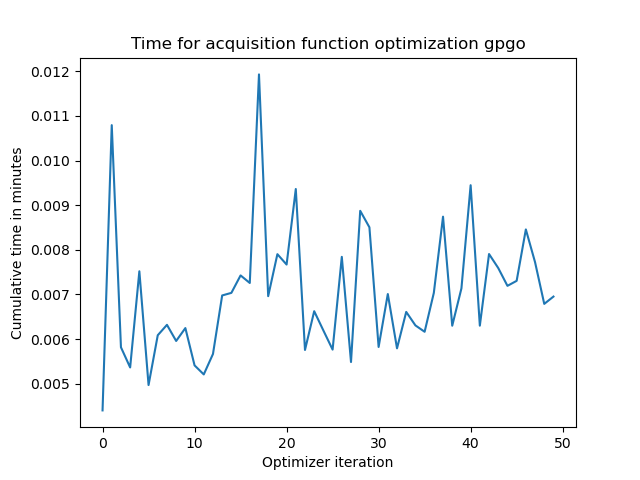 Time for acquisition function optimization gpgo
0.012
0.011
0.010
0.009
0.008
0.007
0.006
0.005
Cumulative time in minutes
0 10 20 30 40 50
Optimizer iteration